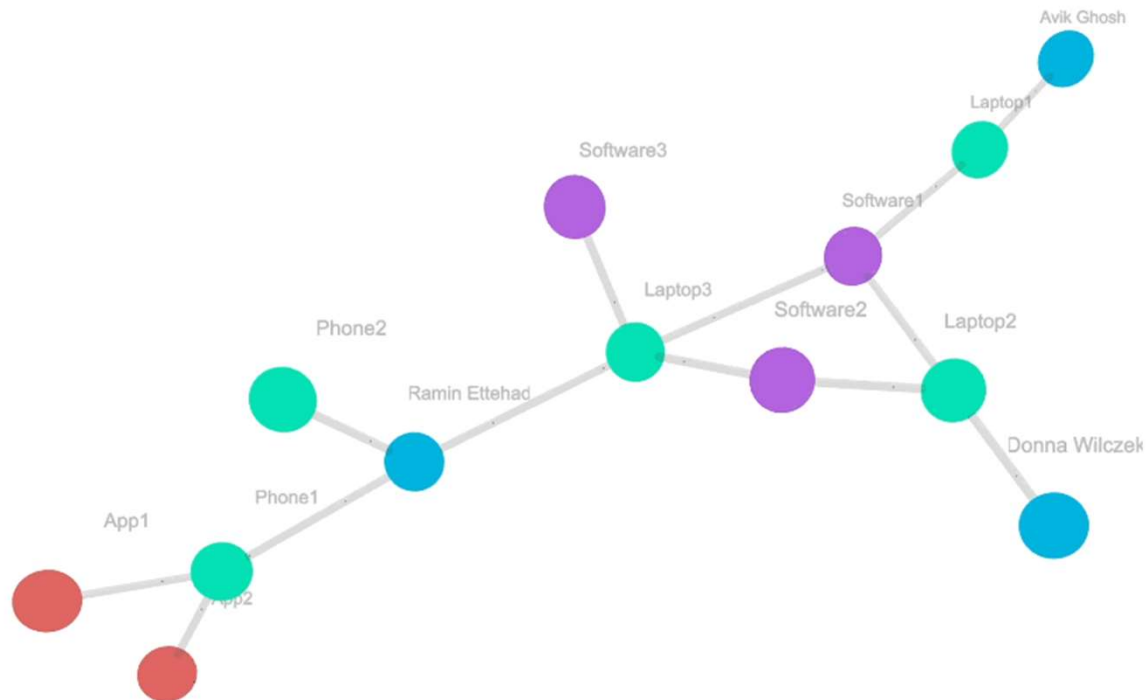 Avik Ghosh
Laptop1
Software3
Software1
Laptop3
Software2
Laptop2
Phone2
Ramin Ettehad
Donna Wilczek
Phone1
App1
App2